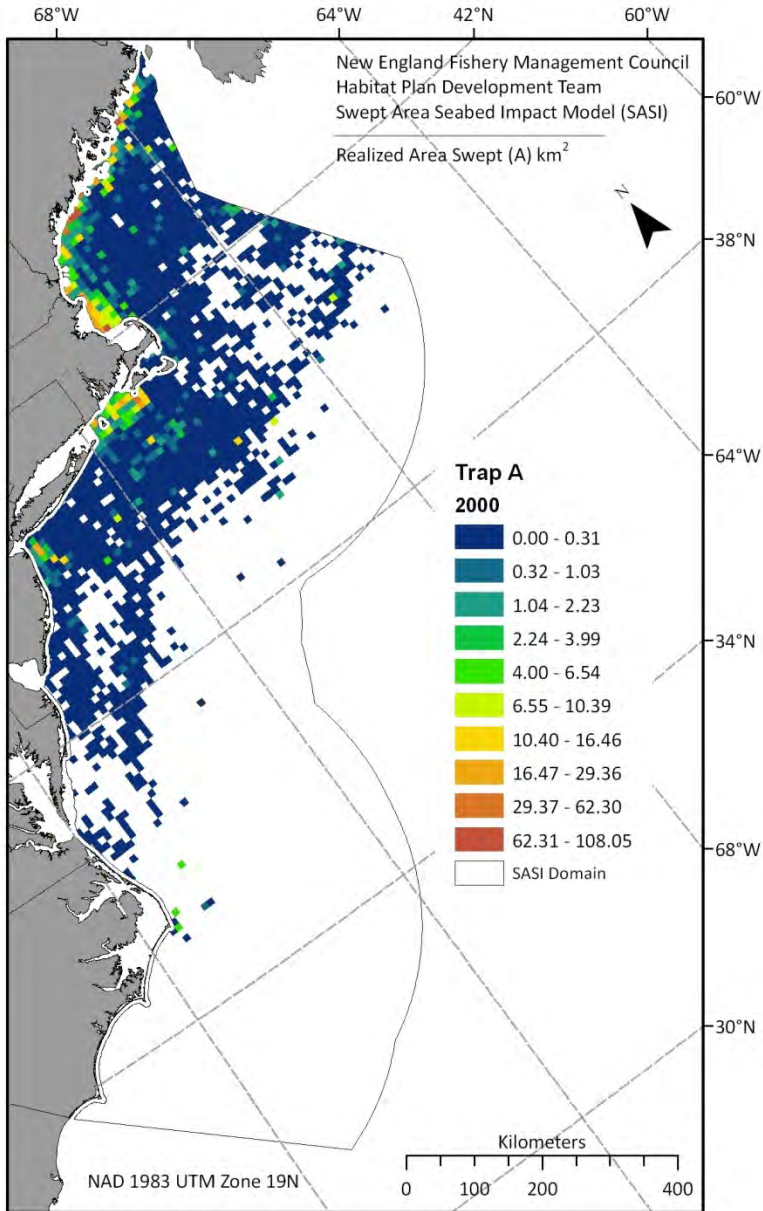 68°W 64°W 42°N 60°W
New England Fishery Management Council
Habitat Plan Development Team
Swept Area Seabed Impact Model (SASI)
Realized Area Swept (A) km²
60°W
N
38°N
64°W
Trap A
2000
0.00 - 0.31
0.32 - 1.03
1.04 - 2.23
2.24 - 3.99
4.00 - 6.54
6.55 - 10.39
10.40 - 16.46
16.47 - 29.36
29.37 - 62.30
62.31 - 108.05
SASI Domain
34°N
68°W
30°N
Kilometers
0 100 200 300 400
NAD 1983 UTM Zone 19N